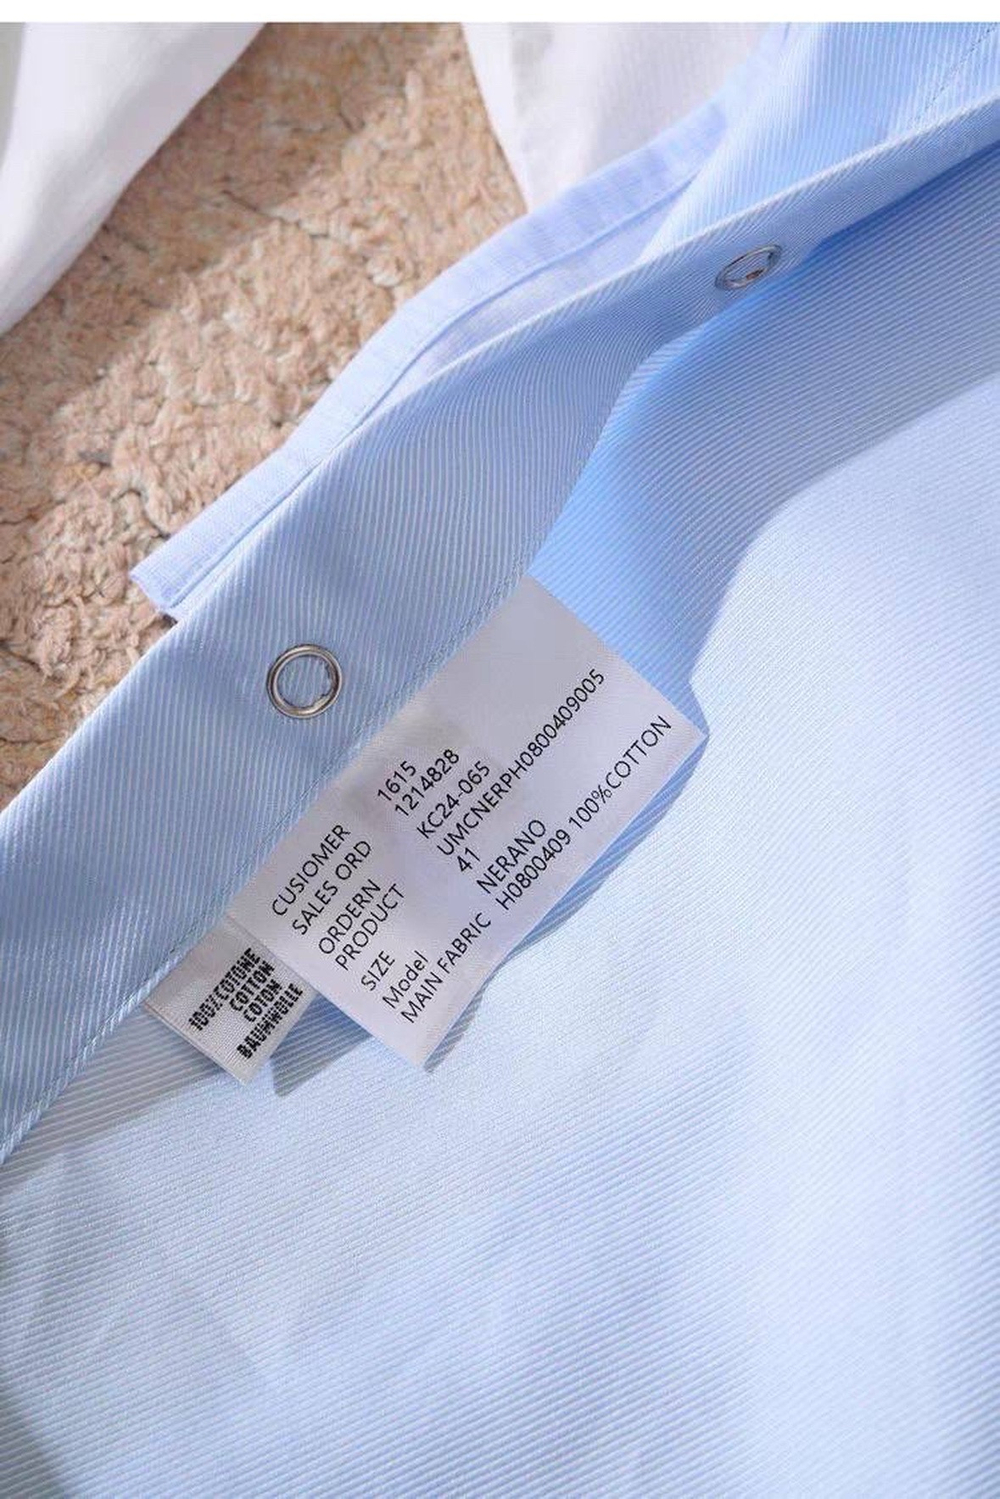 CUSIOMER 1615
SALES ORD 1214828
ORDERN KC24-065
PRODUCT UMCNERPH0800409005
SIZE 41
Model NERANO
MAIN FABRIC H0800409 100%COTTON
100%COTONE
COTTON
COTON
BAUMWOLLE